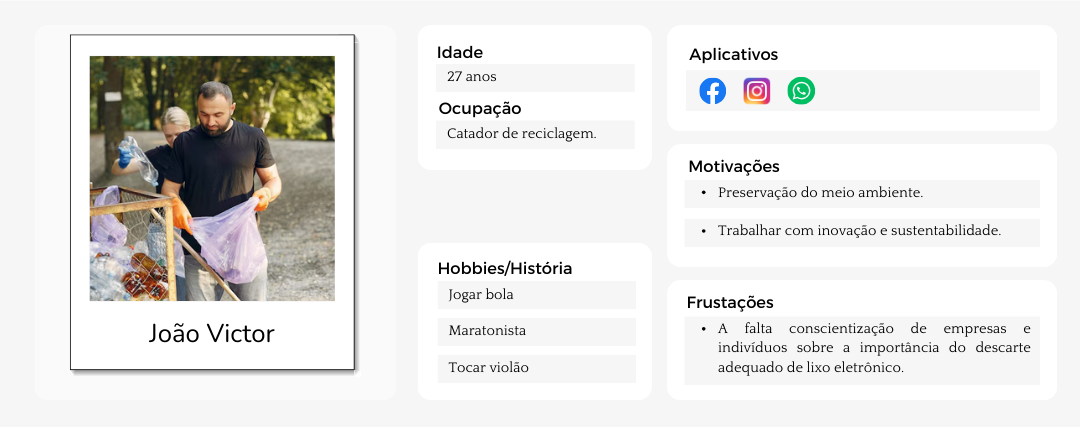 João Victor
Idade
27 anos
Ocupação
Catador de reciclagem.
Hobbies/História
Jogar bola
Maratonista
Tocar violão
Aplicativos
Motivações
• Preservação do meio ambiente.
• Trabalhar com inovação e sustentabilidade.
Frustações
• A falta conscientização de empresas e
indivíduos sobre a importância do descarte
adequado de lixo eletrônico.